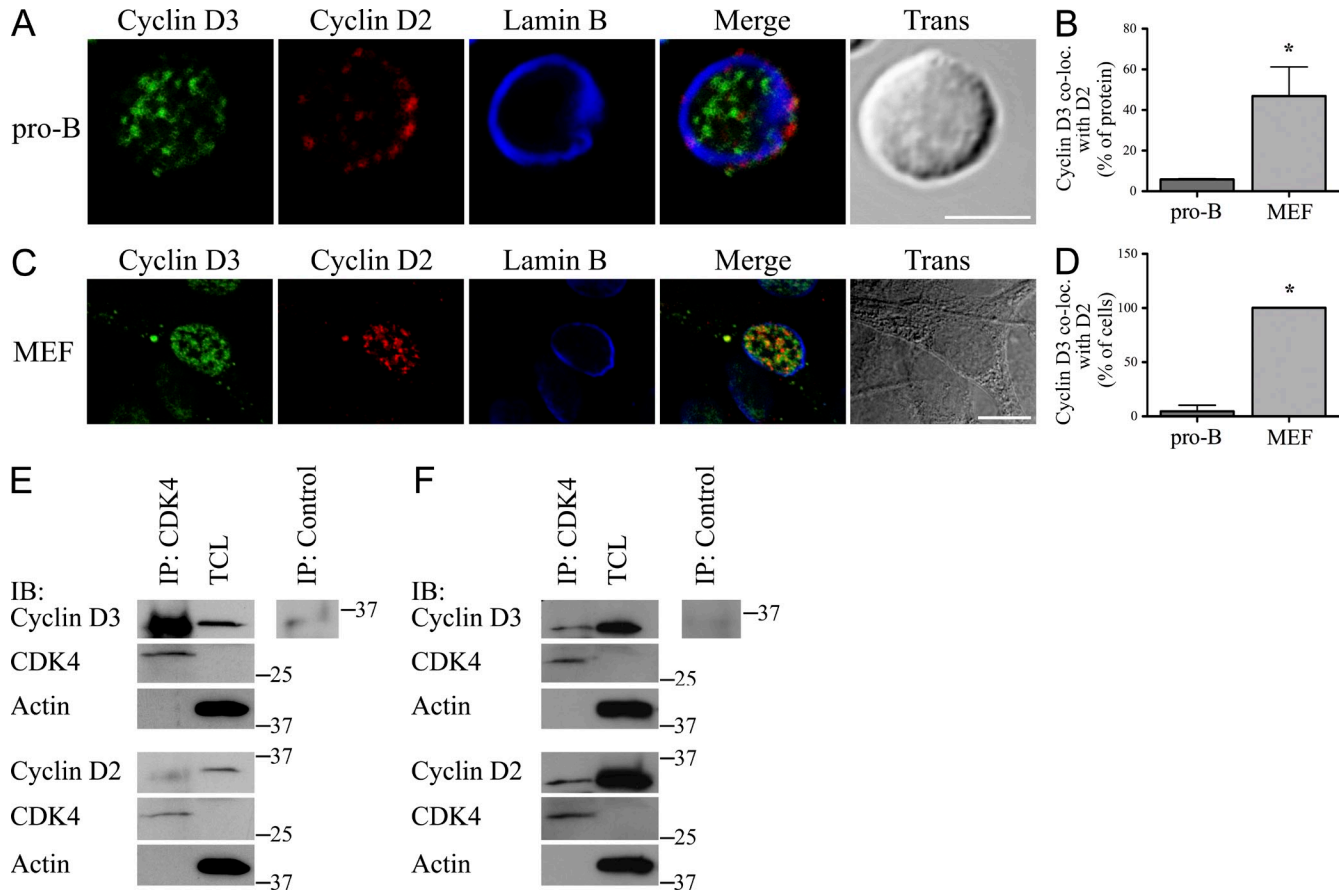 A
Cyclin D3 Cyclin D2 Lamin B Merge Trans
pro-B
B
Cyclin D3 co-loc.
with D2
(% of protein)
80
60
40
20
0
*
pro-B MEF
C
Cyclin D3 Cyclin D2 Lamin B Merge Trans
MEF
D
Cyclin D3 co-loc.
with D2
(% of cells)
150
100
50
0
*
pro-B MEF
E
IP: CDK4
TCL
IP: Control
IB:
Cyclin D3 –37
CDK4 –25
Actin –37
Cyclin D2 –37
CDK4 –25
Actin –37
F
IP: CDK4
TCL
IP: Control
IB:
Cyclin D3 –37
CDK4 –25
Actin –37
Cyclin D2 –37
CDK4 –25
Actin –37